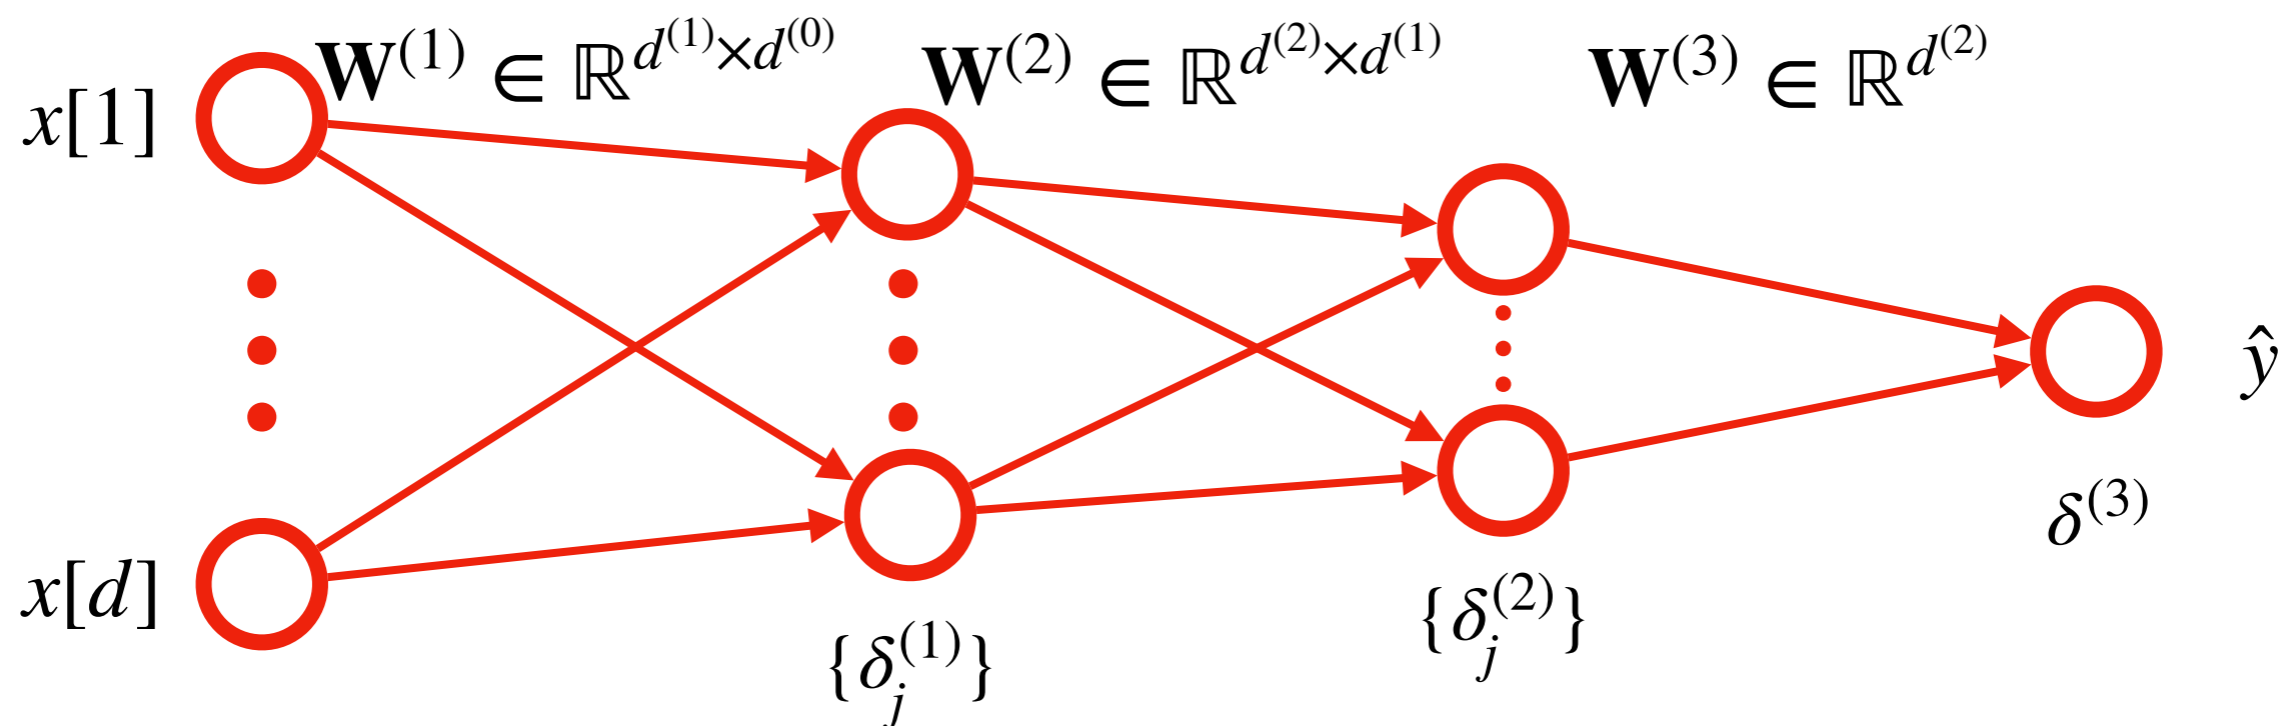 𝐖⁽¹⁾ ∈ ℝ^{d⁽¹⁾×d⁽⁰⁾} 𝐖⁽²⁾ ∈ ℝ^{d⁽²⁾×d⁽¹⁾} 𝐖⁽³⁾ ∈ ℝ^{d⁽²⁾}
x[1]
ŷ
δ⁽³⁾
x[d]
{δ_j⁽²⁾}
{δ_j⁽¹⁾}